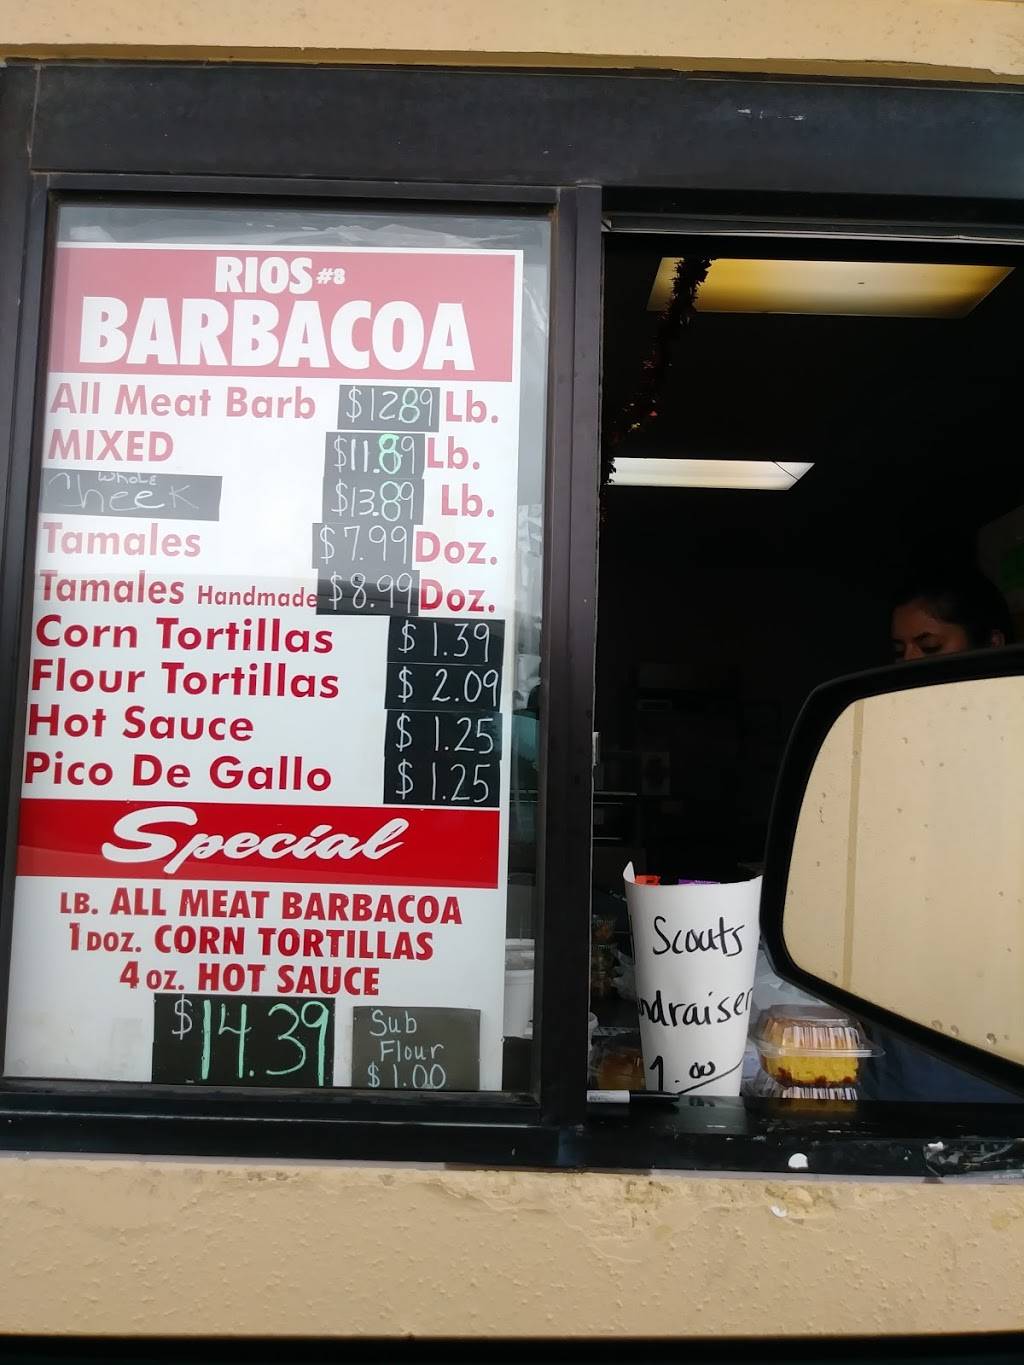 RIOS #8
BARBACOA
All Meat Barb $12.89 Lb.
MIXED $11.89 Lb.
Whole Cheek $13.89 Lb.
Tamales $7.99 Doz.
Tamales Handmade $8.99 Doz.
Corn Tortillas $1.39
Flour Tortillas $2.09
Hot Sauce $1.25
Pico De Gallo $1.25
Special
LB. ALL MEAT BARBACOA
1 DOZ. CORN TORTILLAS
4 OZ. HOT SAUCE
$14.39
Sub
Flour
$1.00
Scouts
ndraiser
1.00